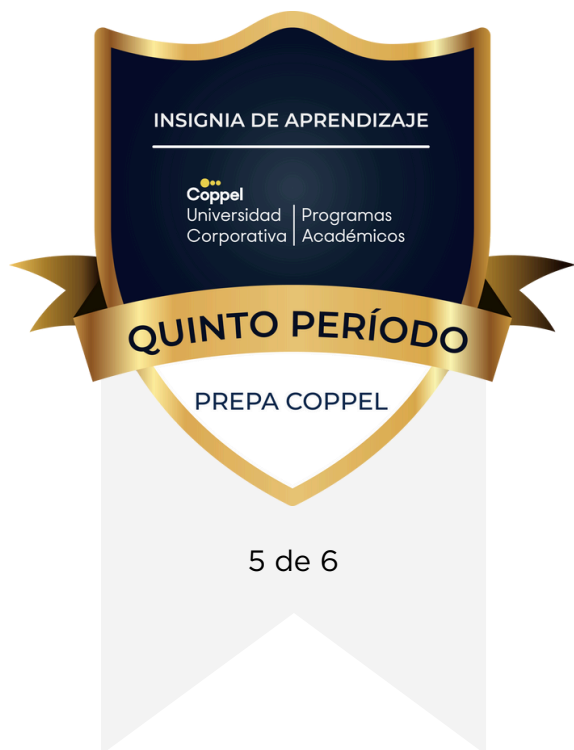 INSIGNIA DE APRENDIZAJE
Coppel
Universidad | Programas
Corporativa | Académicos
QUINTO PERÍODO
PREPA COPPEL
5 de 6